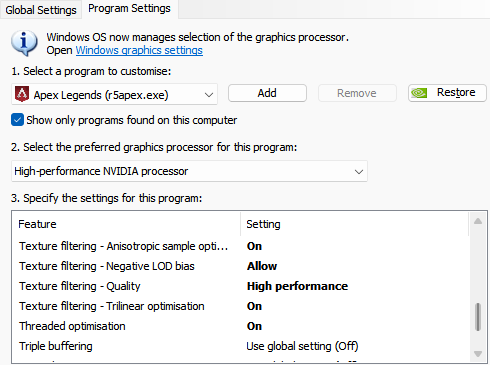 Global Settings Program Settings
Windows OS now manages selection of the graphics processor.
Open Windows graphics settings
1. Select a program to customise:
Apex Legends (r5apex.exe) Add Remove Restore
Show only programs found on this computer
2. Select the preferred graphics processor for this program:
High-performance NVIDIA processor
3. Specify the settings for this program:
Feature Setting
Texture filtering - Anisotropic sample opti... On
Texture filtering - Negative LOD bias Allow
Texture filtering - Quality High performance
Texture filtering - Trilinear optimisation On
Threaded optimisation On
Triple buffering Use global setting (Off)